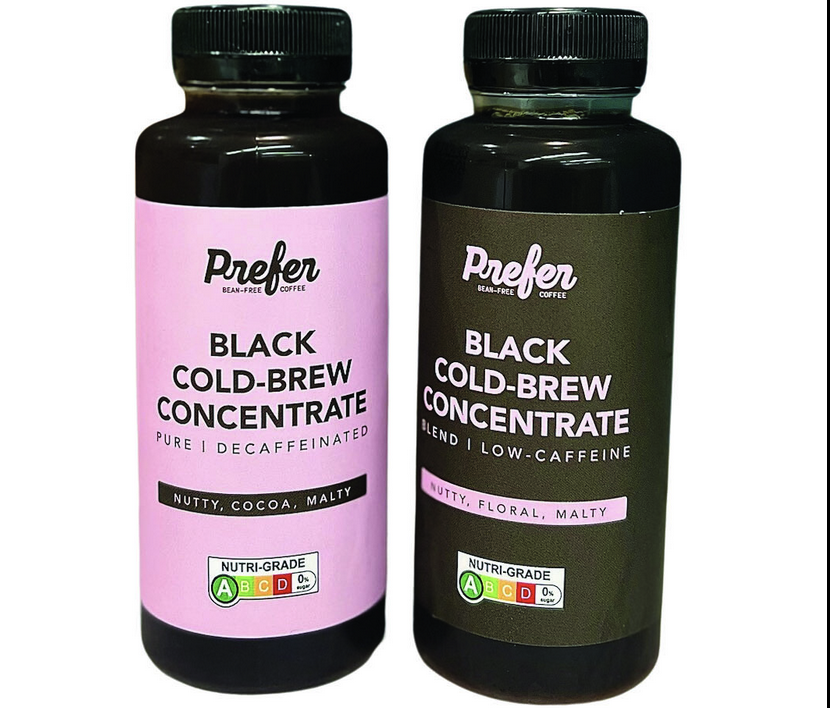 Prefer
BEAN-FREE COFFEE
BLACK
COLD-BREW
CONCENTRATE
PURE | DECAFFEINATED
NUTTY, COCOA, MALTY
NUTRI-GRADE
A B C D 0% sugar
Prefer
BEAN-FREE COFFEE
BLACK
COLD-BREW
CONCENTRATE
BLEND | LOW-CAFFEINE
NUTTY, FLORAL, MALTY
NUTRI-GRADE
A B C D 0% sugar